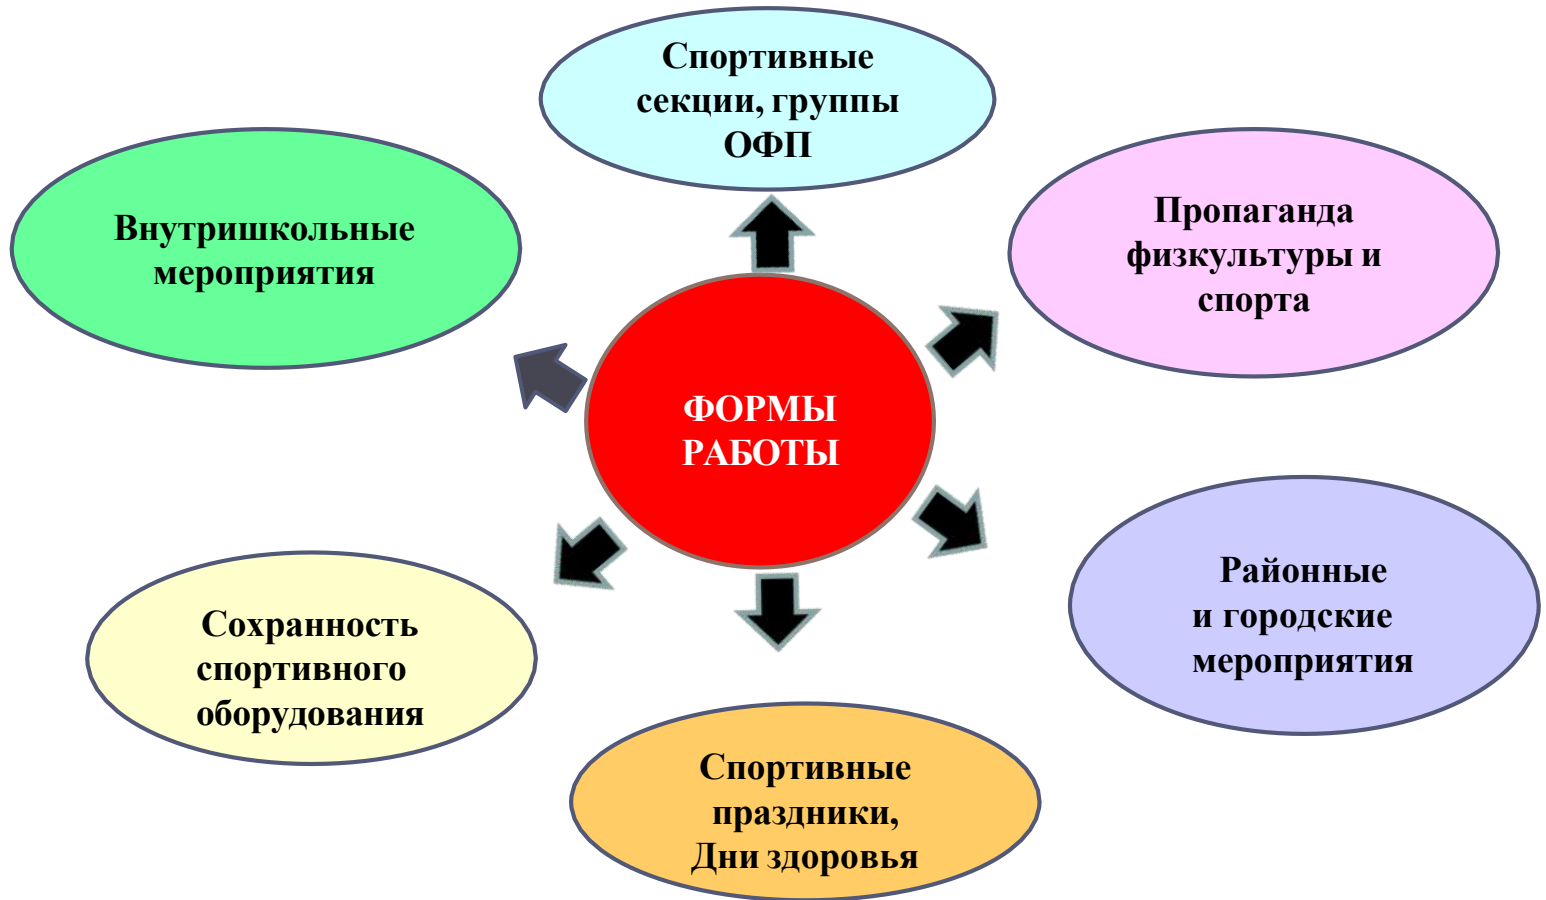 Спортивные
секции, группы
ОФП
Внутришкольные
мероприятия
Пропаганда
физкультуры и
спорта
ФОРМЫ
РАБОТЫ
Районные
и городские
мероприятия
Сохранность
спортивного
оборудования
Спортивные
праздники,
Дни здоровья